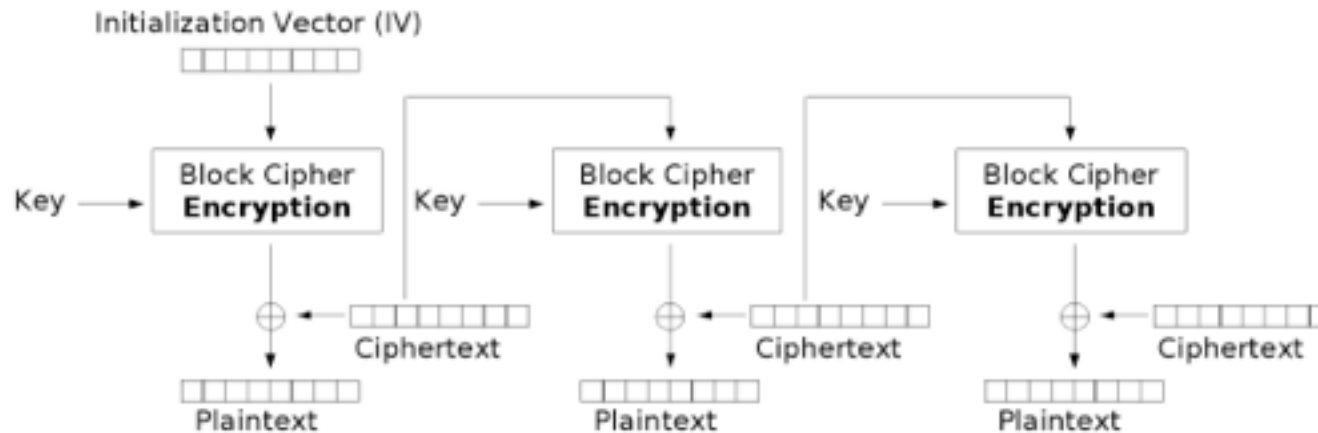 Initialization Vector (IV)
Key
Block Cipher
Encryption
Key
Block Cipher
Encryption
Key
Block Cipher
Encryption
Ciphertext
Ciphertext
Ciphertext
Plaintext
Plaintext
Plaintext